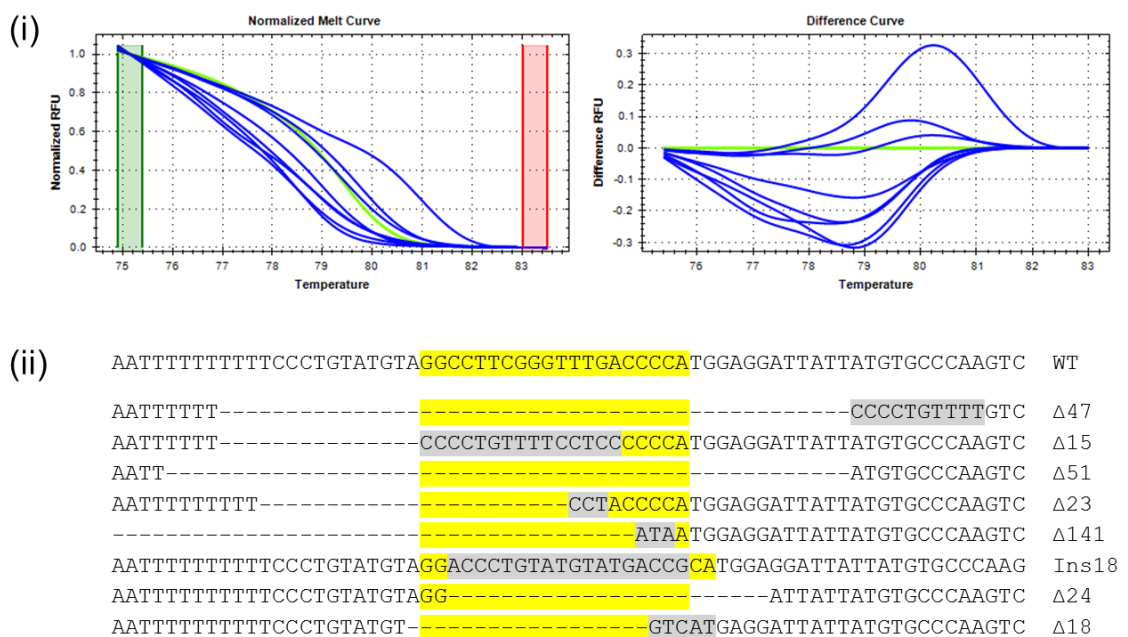 (i)
Normalized Melt Curve
Difference Curve
Normalized RFU
1.0
0.8
0.6
0.4
0.2
0.0
75 76 77 78 79 80 81 82 83
Temperature
Difference RFU
0.3
0.2
0.1
0.0
-0.1
-0.2
-0.3
76 77 78 79 80 81 82 83
Temperature
(ii)
AATTTTTTTTTTCCCTGTATGTAGGCCTTCGGGTTTGACCCCATGGAGGATTATTATGTGCCCAAGTC WT
AATTTTTT-----------------------------------------------CCCCTGTTTTGTC Δ47
AATTTTTT---------------CCCCTGTTTTCCTCCCCCCATGGAGGATTATTATGTGCCCAAGTC Δ15
AATT---------------------------------------------------ATGTGCCCAAGTC Δ51
AATTTTTTTTT-----------------------CCTACCCCATGGAGGATTATTATGTGCCCAAGTC Δ23
---------------------------------------ATAATGGAGGATTATTATGTGCCCAAGTC Δ141
AATTTTTTTTTTCCCTGTATGTAGGACCCTGTATGTATGACCGCATGGAGGATTATTATGTGCCCAAG Ins18
AATTTTTTTTTTCCCTGTATGTAGG------------------------ATTATTATGTGCCCAAGTC Δ24
AATTTTTTTTTTCCCTGTATGT------------------GTCATGAGGATTATTATGTGCCCAAGTC Δ18